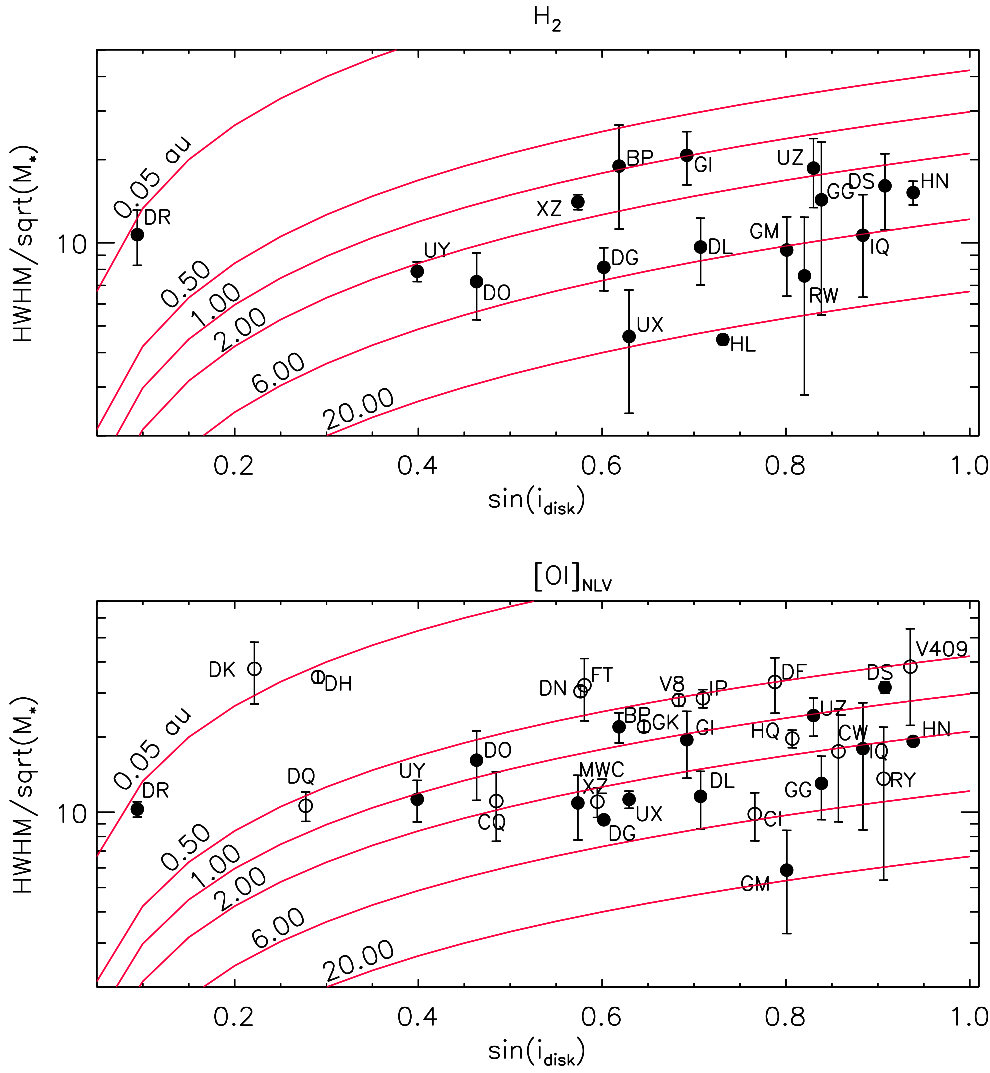 H₂
HWHM/sqrt(M*)
10
0.05 au
0.50
1.00
2.00
6.00
20.00
DR
UY
DO
XZ
BP
DG
UX
GI
DL
HL
UZ
GG
GM
RW
DS
IQ
HN
0.2 0.4 0.6 0.8 1.0
sin(i_disk)
[OI]NLV
HWHM/sqrt(M*)
10
0.05 au
0.50
1.00
2.00
6.00
20.00
DK
DH
DR
DQ
UY
DO
CQ
DN
FT
MWC
XZ
DG
BP
GK
UX
V8
IP
GI
DL
DF
HQ
CI
GM
UZ
GG
CW
IQ
DS
RY
V409
HN
0.2 0.4 0.6 0.8 1.0
sin(i_disk)